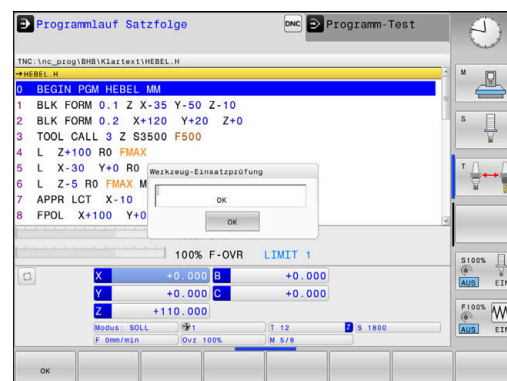 Programmlauf Satzfolge DNC Programm-Test
TNC:\nc_prog\BHB\Klartext\HEBEL.H
→HEBEL.H
0 BEGIN PGM HEBEL MM
1 BLK FORM 0.1 Z X-35 Y-50 Z-10
2 BLK FORM 0.2 X+120 Y+20 Z+0
3 TOOL CALL 3 Z S3500 F500
4 L Z+100 R0 FMAX
5 L X-30 Y+0 R0
6 L Z-5 R0 FMAX M
7 APPR LCT X-10
8 FPOL X+100 Y+0
Werkzeug-Einsatzprüfung
OK
OK
100% F-OVR LIMIT 1
X +0.000 B +0.000
Y +0.000 C +0.000
Z +110.000
Modus: SOLL 1 T 12 Z S 1800
F 0mm/min Ovr 100% M 5/9
M
S
T
S100%
AUS EIN
F100%
AUS EIN
OK